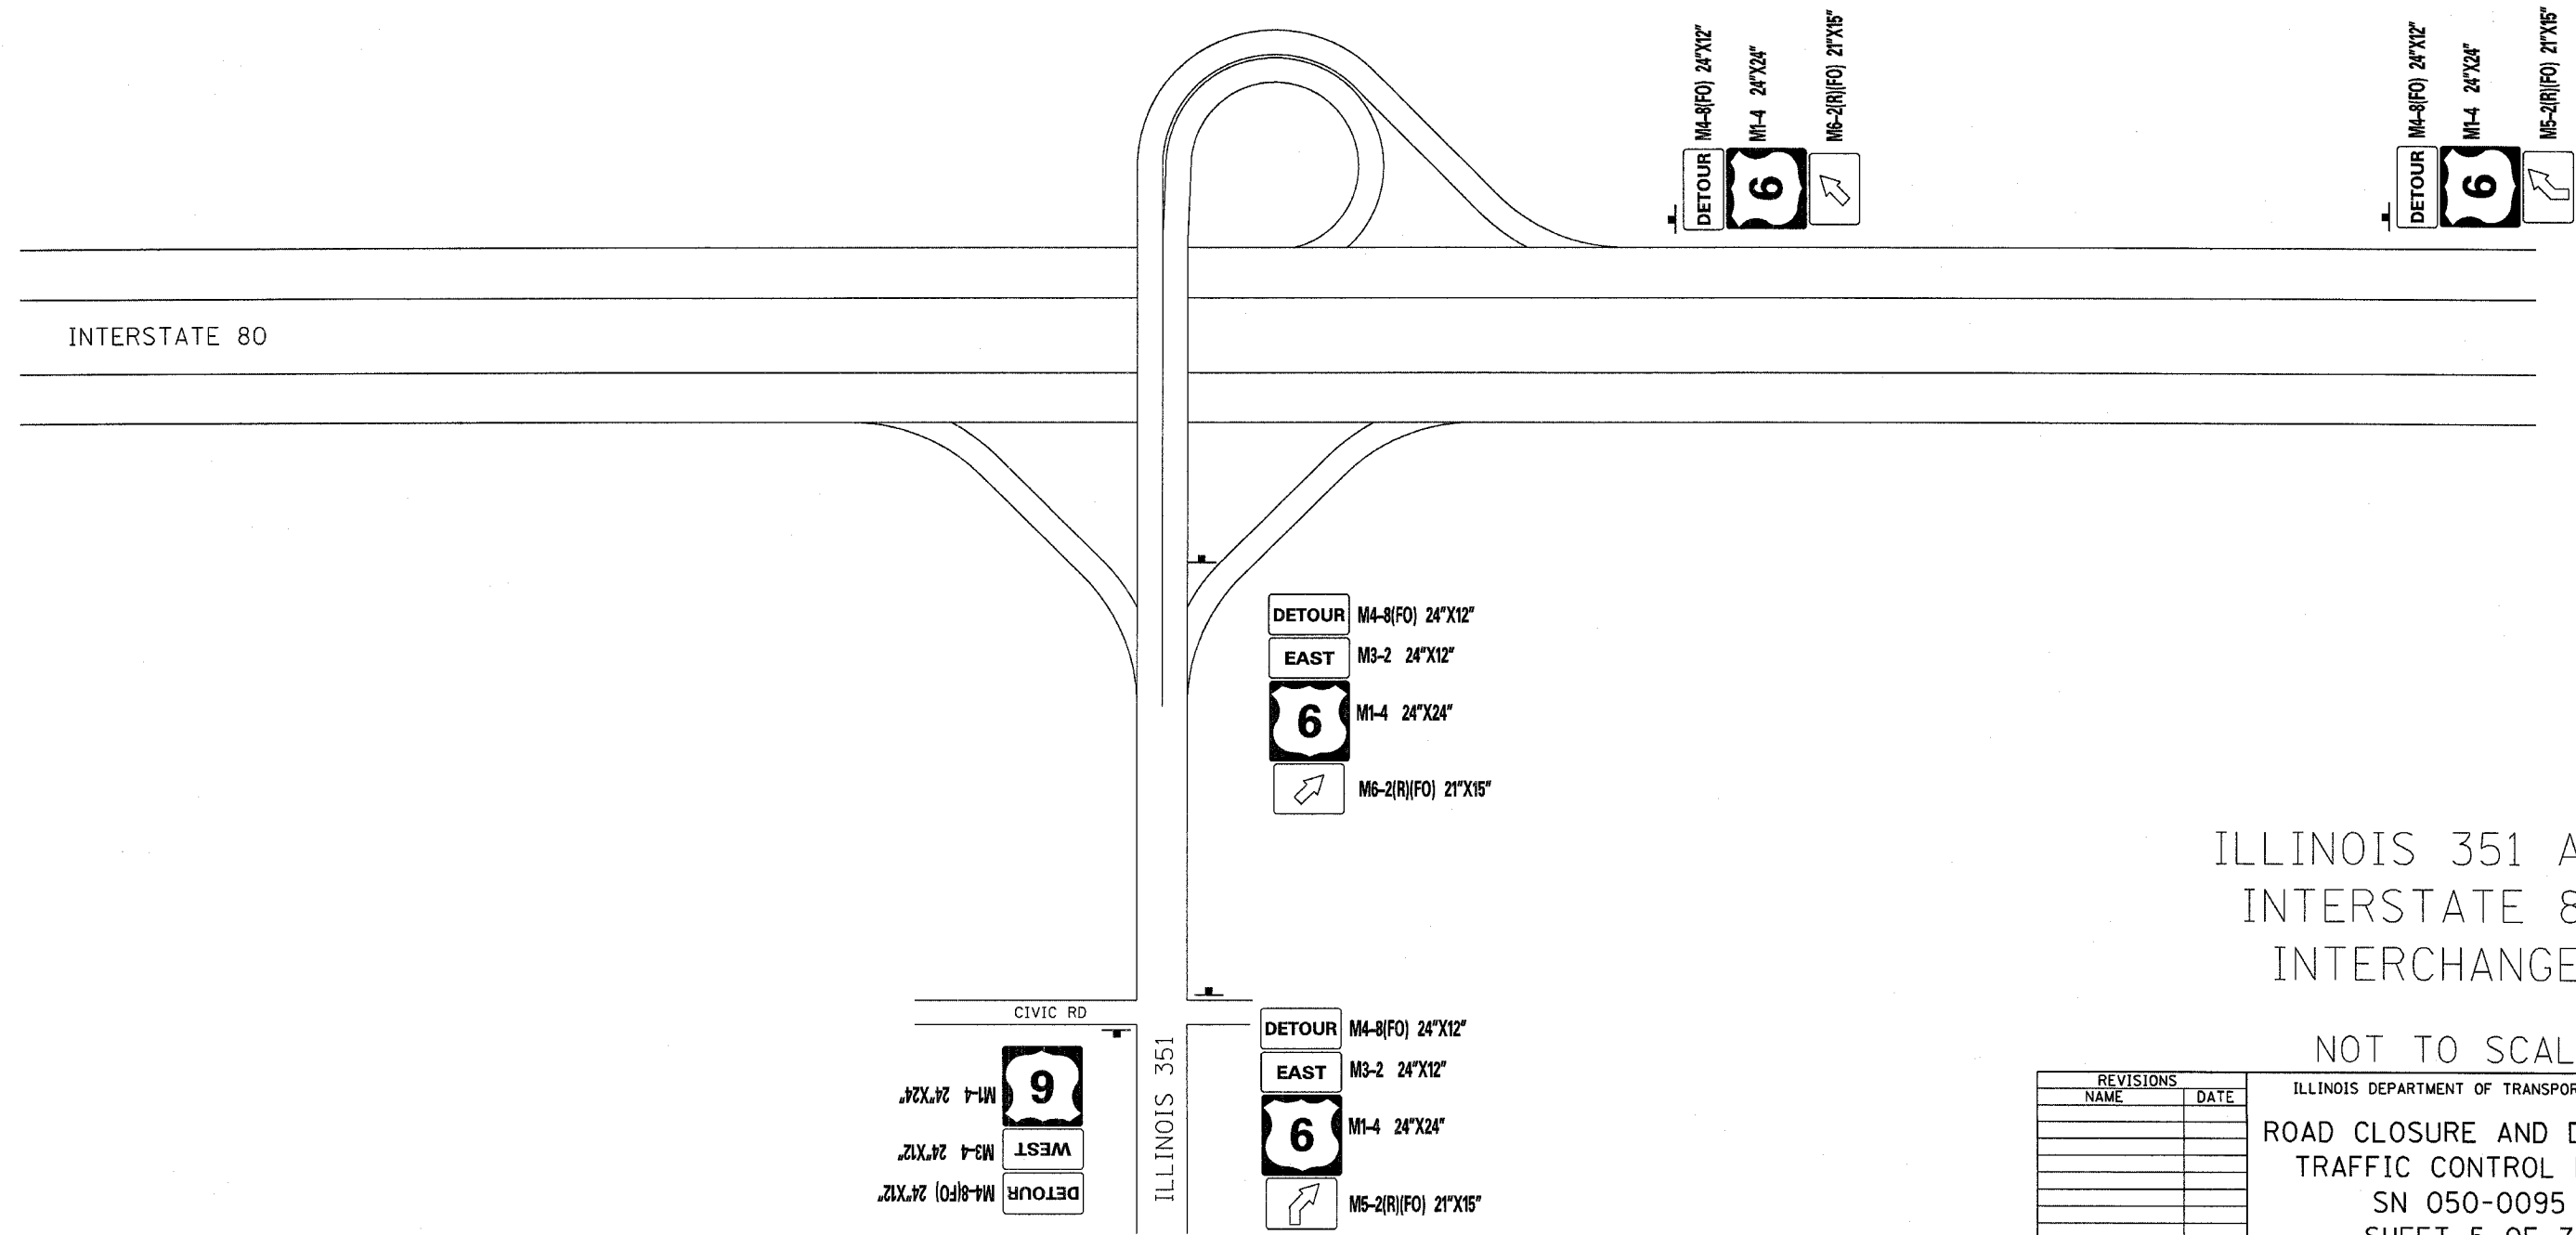 M4-8(FO) 24"X12"
M1-4 24"X24"
M6-2(R)(FO) 21"X15"
DETOUR
6
M4-8(FO) 24"X12"
M1-4 24"X24"
M5-2(R)(FO) 21"X15"
DETOUR
6
INTERSTATE 80
DETOUR M4-8(FO) 24"X12"
EAST M3-2 24"X12"
6 M1-4 24"X24"
M6-2(R)(FO) 21"X15"
CIVIC RD
ILLINOIS 351
DETOUR M4-8(FO) 24"X12"
WEST M3-4 24"X12"
6 M1-4 24"X24"
DETOUR M4-8(FO) 24"X12"
EAST M3-2 24"X12"
6 M1-4 24"X24"
M5-2(R)(FO) 21"X15"
ILLINOIS 351
INTERSTATE
INTERCHANGE
NOT TO SCAL
REVISIONS
NAME DATE
ILLINOIS DEPARTMENT OF TRANSPOR
ROAD CLOSURE AND
TRAFFIC CONTROL
SN 050-0095
SHEET 5 OF